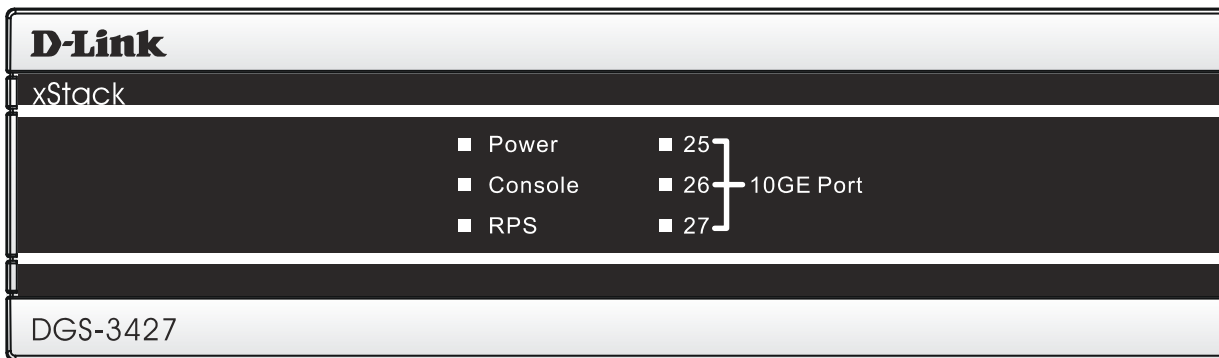 D-Link
xStack
Power
Console
RPS
25
26
27
10GE Port
DGS-3427